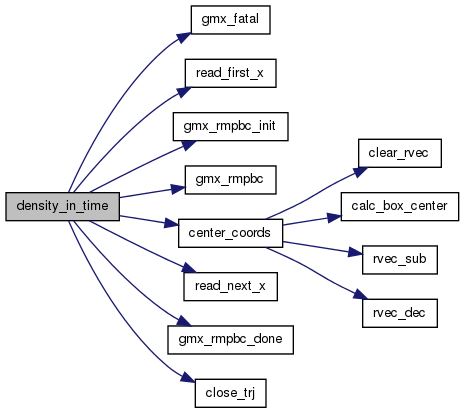 density_in_time
gmx_fatal
read_first_x
gmx_rmpbc_init
gmx_rmpbc
center_coords
read_next_x
gmx_rmpbc_done
close_trj
clear_rvec
calc_box_center
rvec_sub
rvec_dec